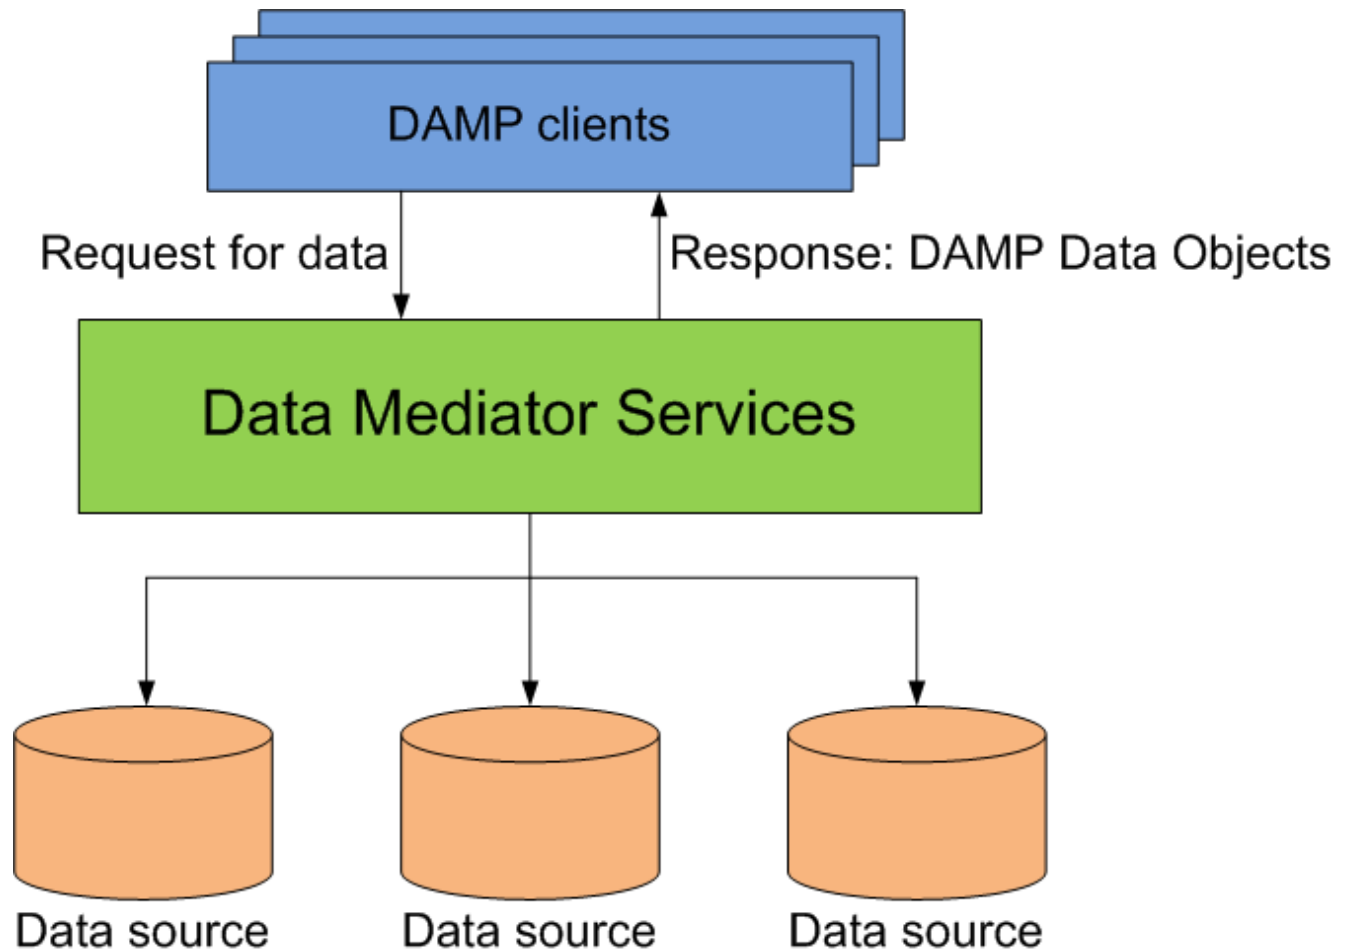 DAMP clients
Request for data
Response: DAMP Data Objects
Data Mediator Services
Data source
Data source
Data source